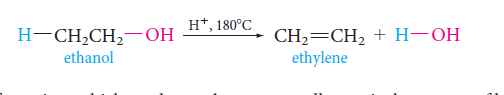 H—CH₂CH₂—OH H⁺, 180°C CH₂=CH₂ + H—OH
ethanol ethylene